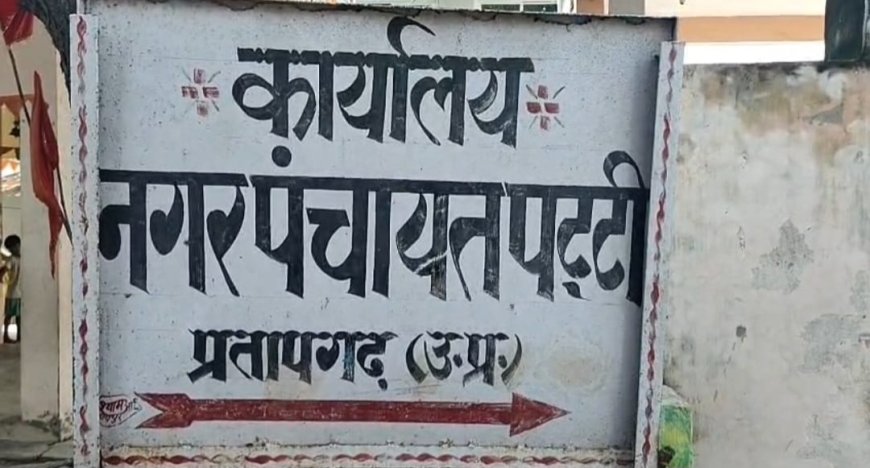 कार्यालय
नगर पंचायत पट्टी
प्रतापगढ़ (उ.प्र.)